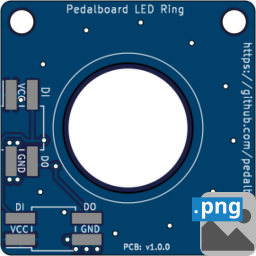 Pedalboard LED Ring
DI
VCC
https://github.com/pedalb
GND
DO
.png
DI
DO
VCC
GND
PCB: v1.0.0